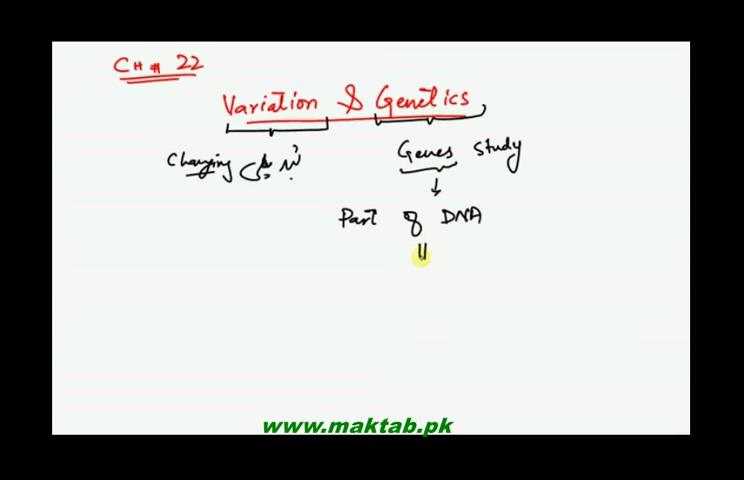 CH # 22
Variation & Genetics
Changing
Genes study
Part of DNA
www.maktab.pk